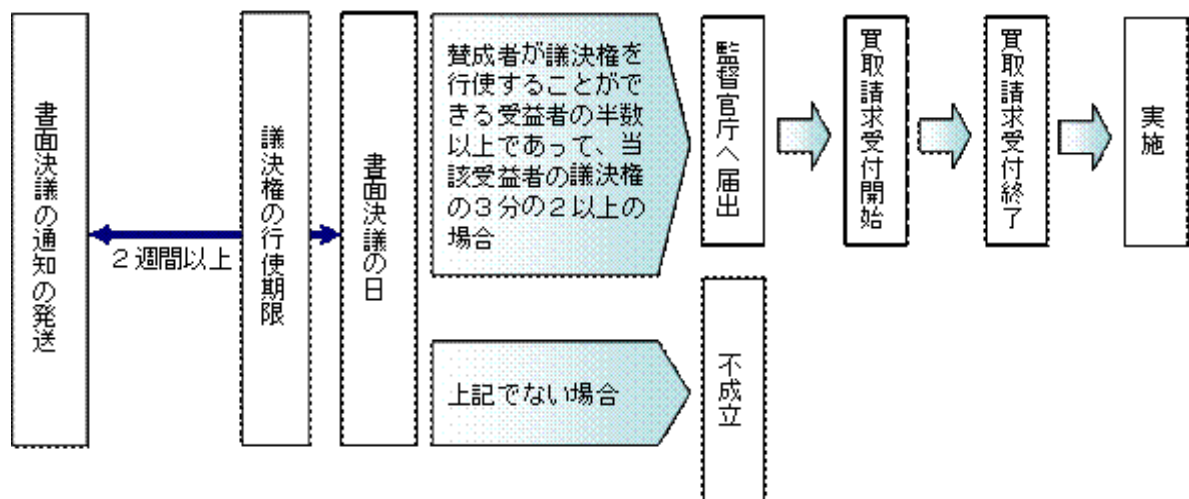 書面決議の通知の発送
２週間以上
議決権の行使期限
書面決議の日
賛成者が議決権を
行使することがで
きる受益者の半数
以上であって、当
該受益者の議決権
の３分の２以上の
場合
監督官庁へ届出
買取請求受付開始
買取請求受付終了
実施
上記でない場合
不成立